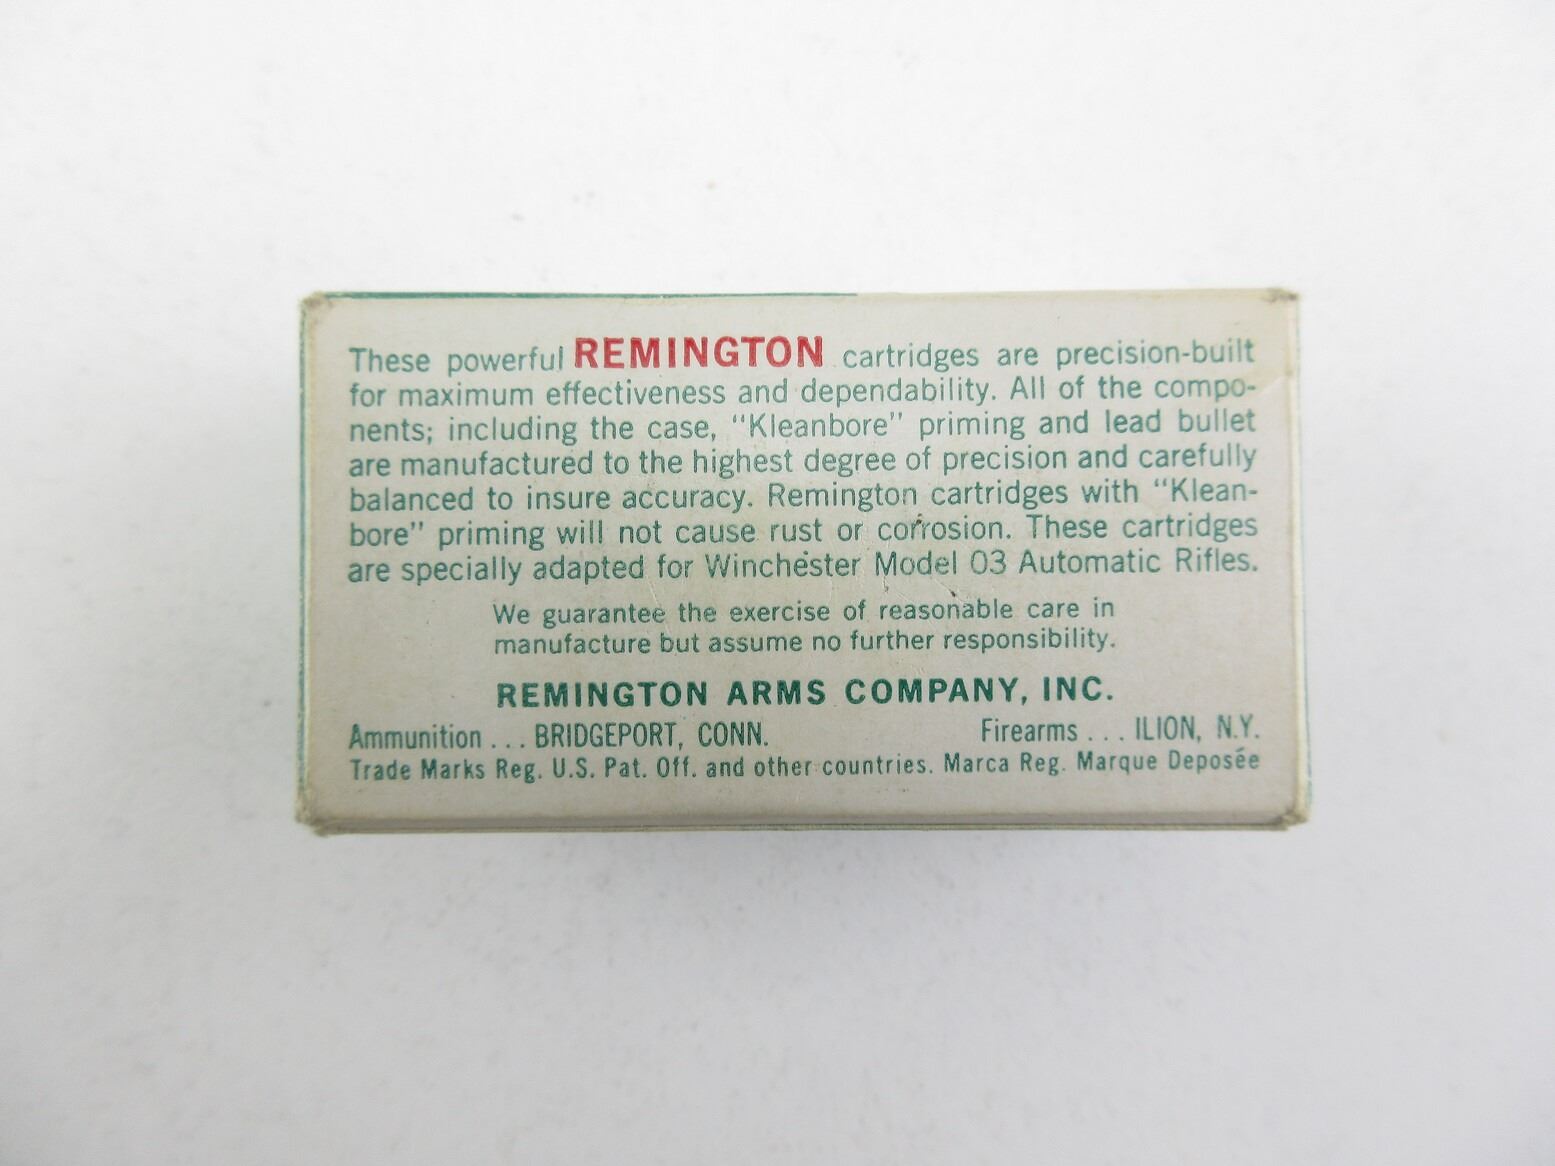 These powerful REMINGTON cartridges are precision-built
for maximum effectiveness and dependability. All of the compo-
nents; including the case, "Kleanbore" priming and lead bullet
are manufactured to the highest degree of precision and carefully
balanced to insure accuracy. Remington cartridges with "Klean-
bore" priming will not cause rust or corrosion. These cartridges
are specially adapted for Winchester Model 03 Automatic Rifles.
We guarantee the exercise of reasonable care in
manufacture but assume no further responsibility.
REMINGTON ARMS COMPANY, INC.
Ammunition ... BRIDGEPORT, CONN. Firearms ... ILION, N.Y.
Trade Marks Reg. U.S. Pat. Off. and other countries. Marca Reg. Marque Deposée